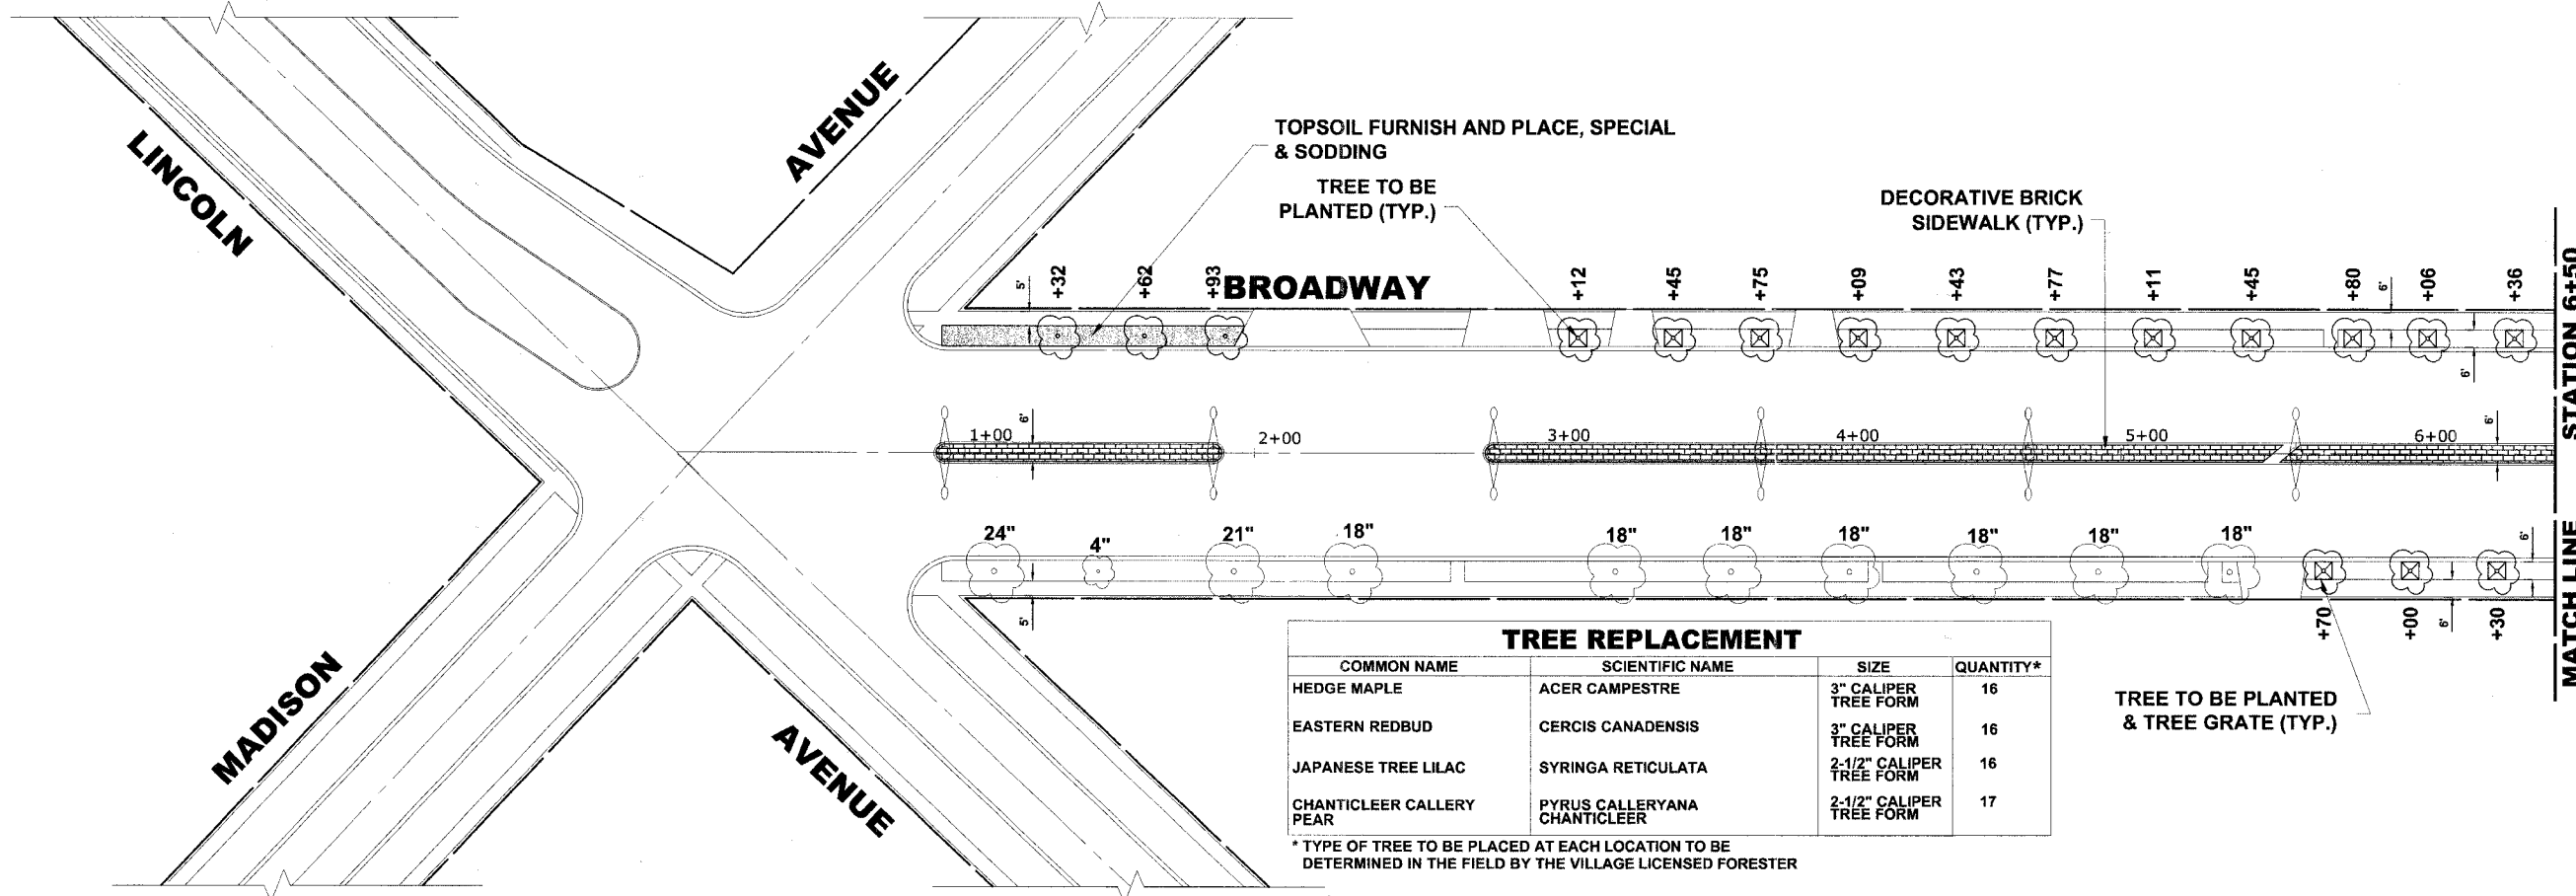 LINCOLN
AVENUE
TOPSOIL FURNISH AND PLACE, SPECIAL
& SODDING
TREE TO BE
PLANTED (TYP.)
DECORATIVE BRICK
SIDEWALK (TYP.)
5'
+32
+62
+93
BROADWAY
+12
+45
+75
+09
+43
+77
+11
+45
+80
6'
+06
+36
6'
STATION 6+50
1+00
6'
2+00
3+00
4+00
5+00
6+00
6'
24"
4"
21"
18"
18"
18"
18"
18"
18"
18"
6'
5'
+70
+00
6'
+30
MATCH LINE
MADISON
AVENUE
TREE TO BE PLANTED
& TREE GRATE (TYP.)
TREE REPLACEMENT
COMMON NAME SCIENTIFIC NAME SIZE QUANTITY*
HEDGE MAPLE ACER CAMPESTRE 3" CALIPER 16
TREE FORM
EASTERN REDBUD CERCIS CANADENSIS 3" CALIPER 16
TREE FORM
JAPANESE TREE LILAC SYRINGA RETICULATA 2-1/2" CALIPER 16
TREE FORM
CHANTICLEER CALLERY PYRUS CALLERYANA 2-1/2" CALIPER 17
PEAR CHANTICLEER TREE FORM
* TYPE OF TREE TO BE PLACED AT EACH LOCATION TO BE
DETERMINED IN THE FIELD BY THE VILLAGE LICENSED FORESTER